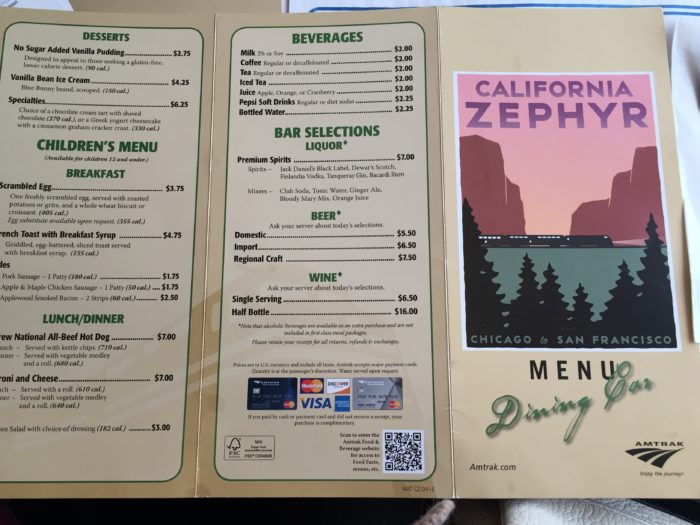 DESSERTS
No Sugar Added Vanilla Pudding $2.75
Designed to appeal to those seeking a gluten-free,
lower calorie dessert. (90 cal.)
Vanilla Bean Ice Cream $4.25
Blue Bunny brand, scooped. (150 cal.)
Specialties $6.25
Choice of a chocolate cream tart with shaved
chocolate (370 cal.), or a Greek yogurt cheesecake
with a cinnamon graham cracker crust. (330 cal.)
CHILDREN'S MENU
(Available for children 12 and under.)
BREAKFAST
Scrambled Egg $3.75
One freshly scrambled egg, served with roasted
potatoes or grits, and a whole wheat biscuit or
croissant. (405 cal.)
Egg substitute available upon request. (355 cal.)
rench Toast with Breakfast Syrup $4.75
Griddled, egg-battered, sliced toast served
with breakfast syrup. (155 cal.)
des
Pork Sausage – 1 Patty (180 cal.) $1.75
Apple & Maple Chicken Sausage – 1 Patty (50 cal.) $1.75
Applewood Smoked Bacon – 2 Strips (60 cal.) $2.50
LUNCH/DINNER
rew National All-Beef Hot Dog $7.00
nch – Served with kettle chips. (710 cal.)
nner – Served with vegetable medley
and a roll. (680 cal.)
roni and Cheese $7.00
nch – Served with a roll. (610 cal.)
nner – Served with vegetable medley
and a roll. (640 cal.)
en Salad with choice of dressing (182 cal.) $3.00
BEVERAGES
Milk 2% or Soy $2.00
Coffee Regular or decaffeinated $2.00
Tea Regular or decaffeinated $2.00
Iced Tea $2.00
Juice Apple, Orange, or Cranberry $2.00
Pepsi Soft Drinks Regular or diet sodas $2.25
Bottled Water $2.25
BAR SELECTIONS
LIQUOR♦
Premium Spirits $7.00
Spirits – Jack Daniel's Black Label, Dewar's Scotch,
Finlandia Vodka, Tanqueray Gin, Bacardi Rum
Mixers – Club Soda, Tonic Water, Ginger Ale,
Bloody Mary Mix, Orange Juice
BEER♦
Ask your server about today's selections.
Domestic $5.50
Import $6.50
Regional Craft $7.50
WINE♦
Ask your server about today's selections.
Single Serving $6.50
Half Bottle $16.00
♦Note that alcoholic beverages are available as an extra purchase and are not
included in first class meal packages.
Please retain your receipt for all returns, refunds & exchanges.
Prices are in U.S. currency and include all taxes. Amtrak accepts major payment cards.
Gratuity is at the passenger's discretion. Water served upon request.
MasterCard
DISCOVER
VISA
If you paid by cash or payment card and did not receive a receipt, your
purchase is complimentary.
FSC
MIX
Paper from
responsible sources
Scan to enter the
Amtrak Food &
Beverage website
for access to
Food Facts,
menus, etc.
AMT CZ 04-16
CALIFORNIA
ZEPHYR
CHICAGO to SAN FRANCISCO
MENU
Dining Car
AMTRAK
Enjoy the journey.
Amtrak.com